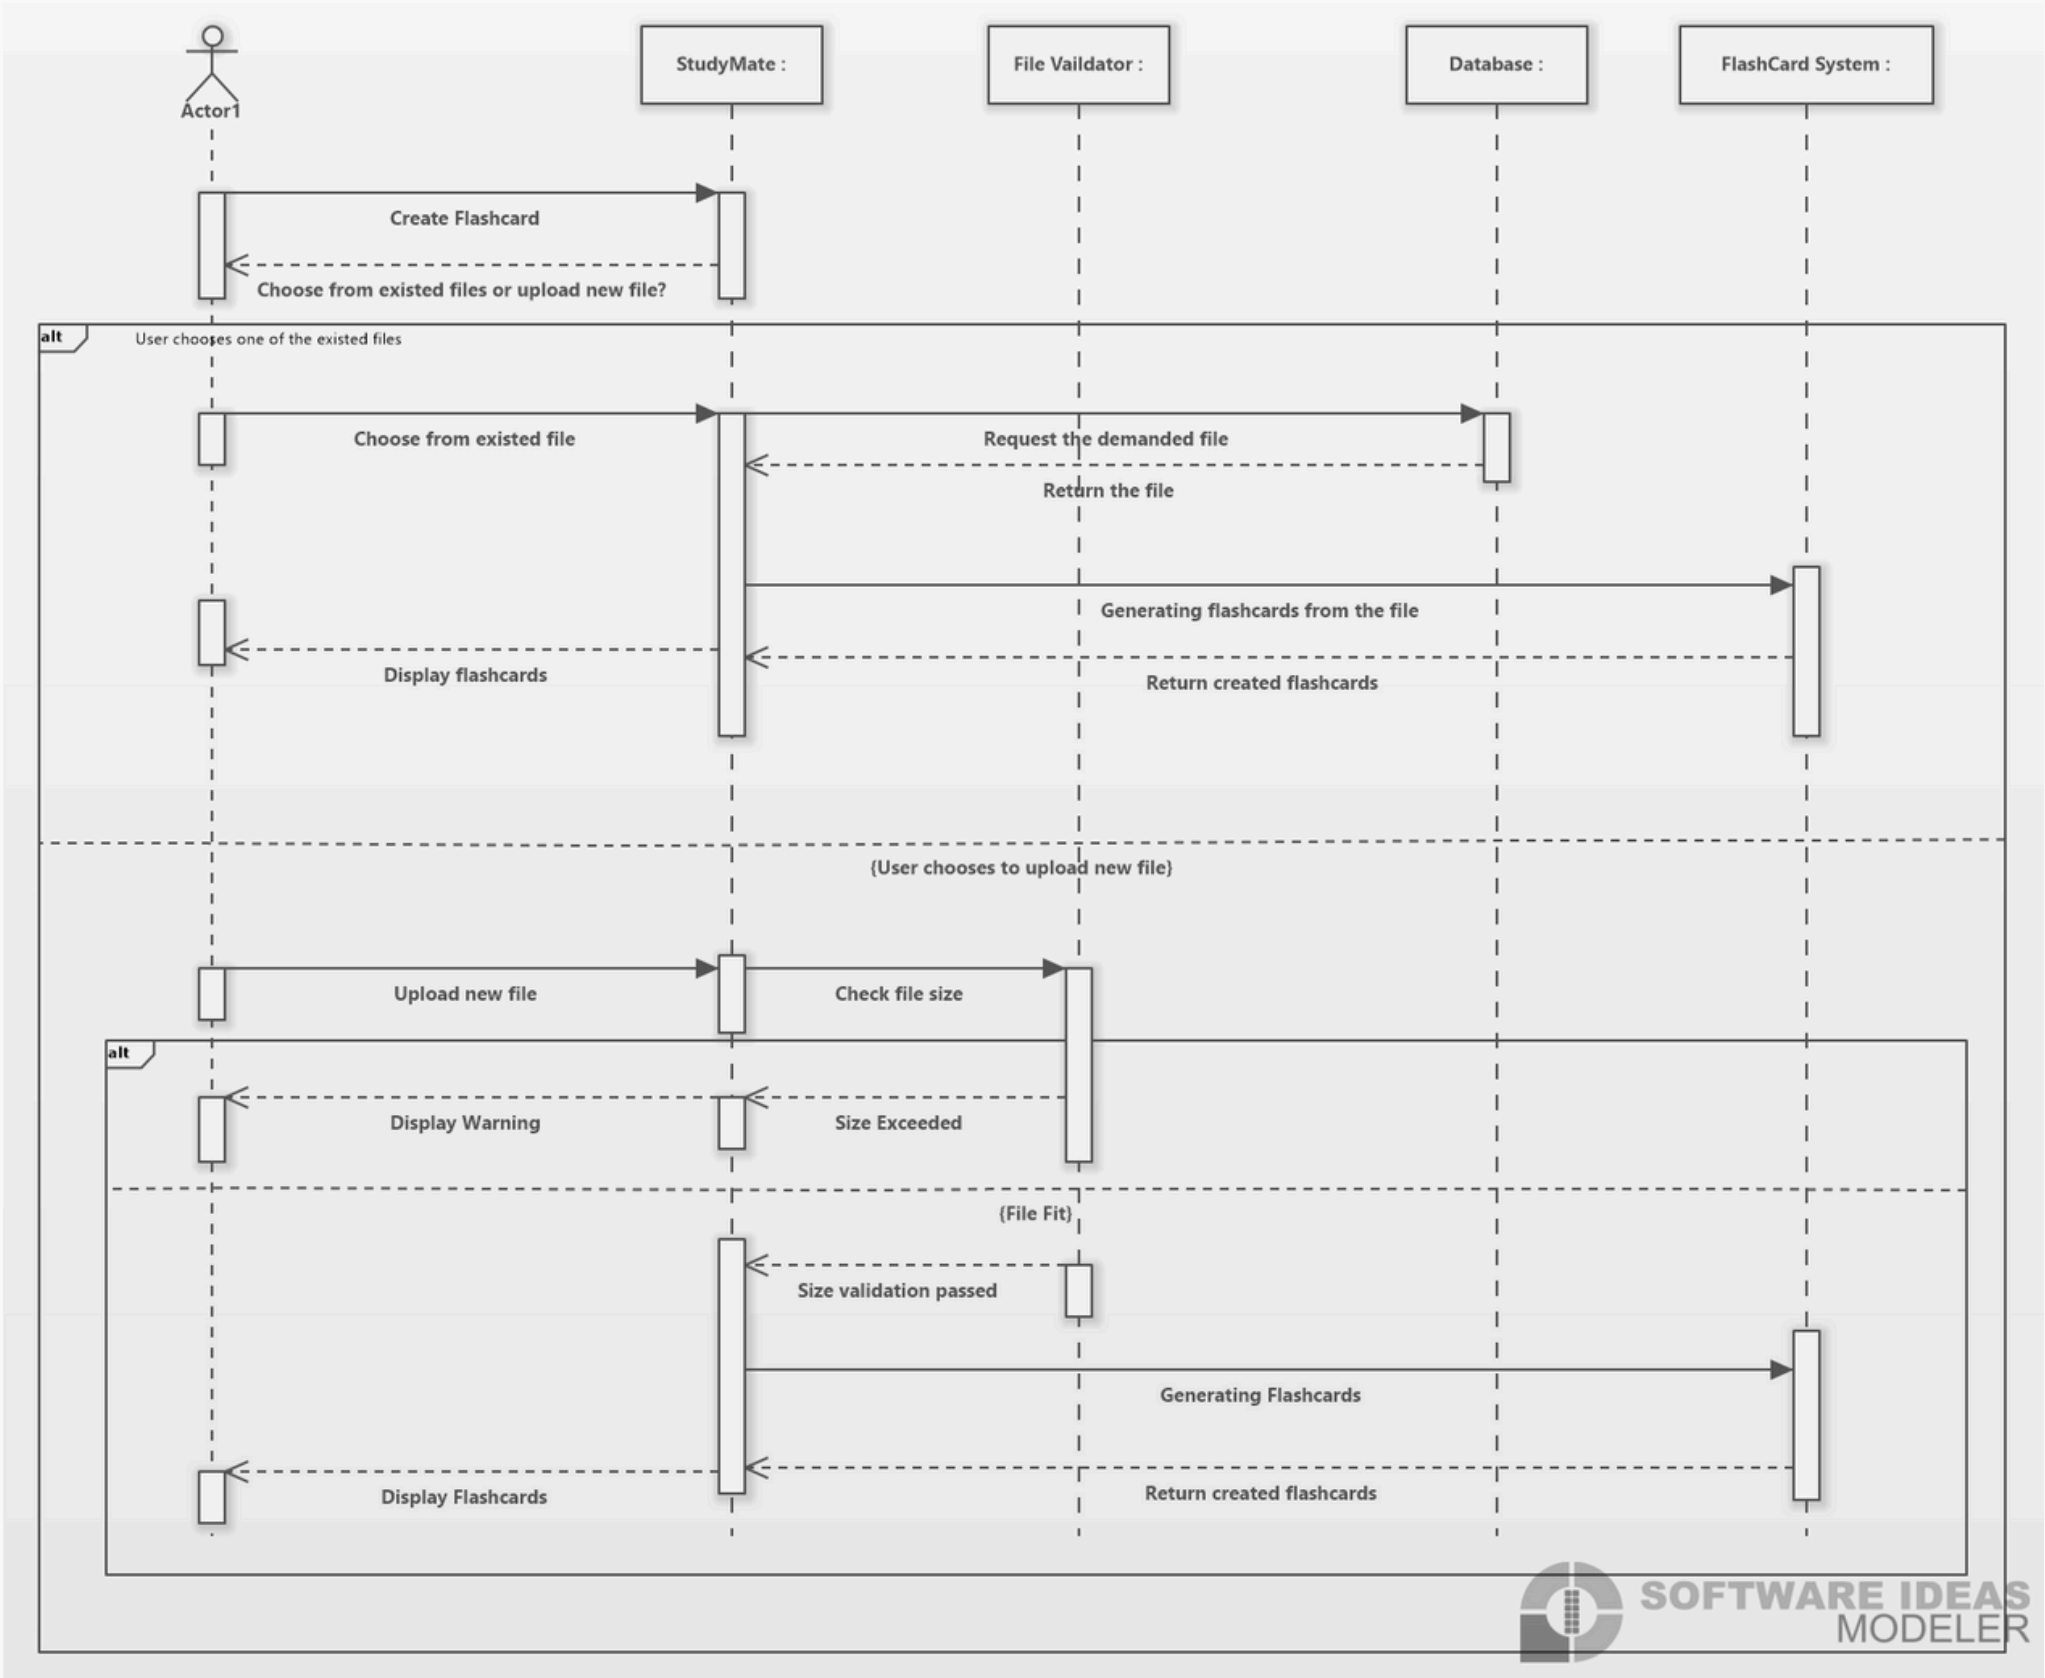 Actor1
StudyMate :
File Vaildator :
Database :
FlashCard System :
Create Flashcard
Choose from existed files or upload new file?
alt
User chooses one of the existed files
Choose from existed file
Request the demanded file
Return the file
Generating flashcards from the file
Display flashcards
Return created flashcards
{User chooses to upload new file}
Upload new file
Check file size
alt
Display Warning
Size Exceeded
{File Fit}
Size validation passed
Generating Flashcards
Display Flashcards
Return created flashcards
SOFTWARE IDEAS
MODELER